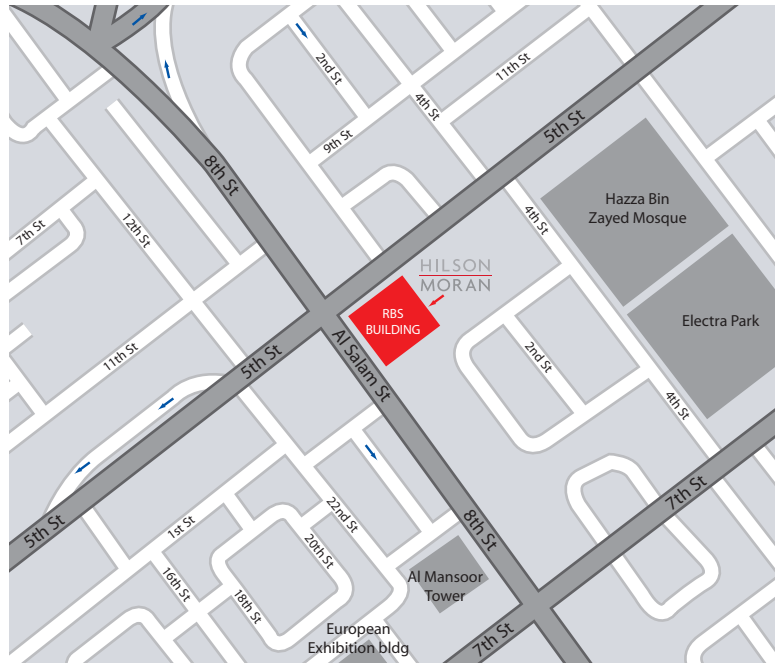 2nd St
11th St
4th St
9th St
5th St
8th St
Hazza Bin
Zayed Mosque
12th St
7th St
4th St
HILSON
MORAN
RBS
BUILDING
Electra Park
Al Salam St
2nd St
11th St
5th St
4th St
7th St
22nd St
8th St
5th St
1st St
20th St
16th St
18th St
Al Mansoor
Tower
European
Exhibition bldg
7th St